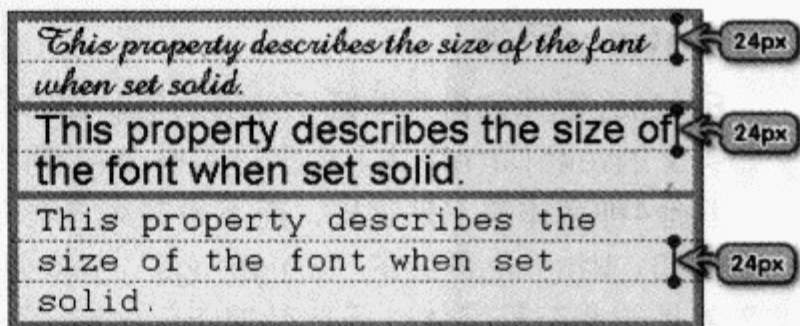 This property describes the size of the font
24px
when set solid.
This property describes the size of
24px
the font when set solid.
This property describes the
size of the font when set
24px
solid.